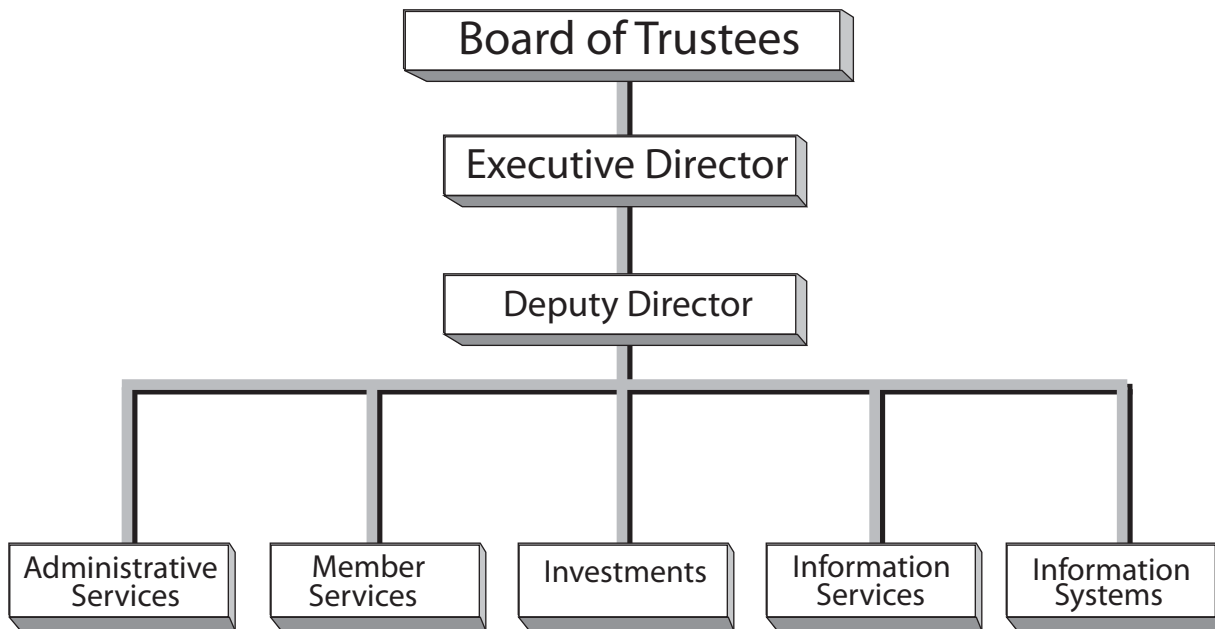 Board of Trustees
Executive Director
Deputy Director
Administrative
Services
Member
Services
Investments
Information
Services
Information
Systems